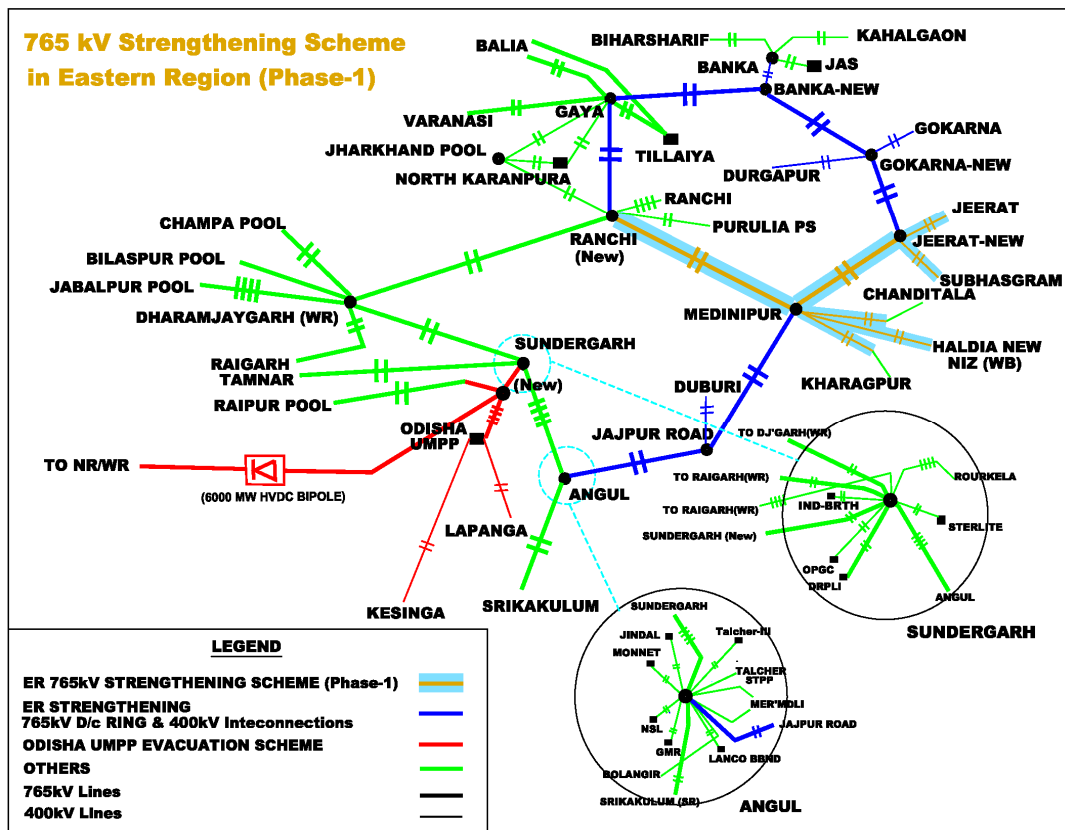 765 kV Strengthening Scheme
in Eastern Region (Phase-1)
BALIA
BIHARSHARIF
KAHALGAON
BANKA
JAS
BANKA-NEW
VARANASI
GAYA
TILLAIYA
GOKARNA
JHARKHAND POOL
NORTH KARANPURA
DURGAPUR
GOKARNA-NEW
RANCHI
PURULIA PS
RANCHI
(New)
JEERAT
JEERAT-NEW
SUBHASGRAM
CHAMPA POOL
BILASPUR POOL
JABALPUR POOL
DHARAMJAYGARH (WR)
MEDINIPUR
CHANDITALA
HALDIA NEW
NIZ (WB)
KHARAGPUR
RAIGARH
TAMNAR
RAIPUR POOL
SUNDERGARH
(New)
DUBURI
ODISHA
UMPP
JAJPUR ROAD
TO NR/WR
(6000 MW HVDC BIPOLE)
ANGUL
LAPANGA
KESINGA
SRIKAKULUM
TO DJ'GARH(WR)
TO RAIGARH(WR)
ROURKELA
IND-BRTH
TO RAIGARH(WR)
STERLITE
SUNDERGARH (New)
OPGC
DRPLI
ANGUL
SUNDERGARH
SUNDERGARH
JINDAL
Talcher-III
MONNET
TALCHER
STPP
MER'MDLI
NSL
JAJPUR ROAD
GMR
LANCO BBND
BOLANGIR
SRIKAKULUM (SR)
ANGUL
LEGEND
ER 765kV STRENGTHENING SCHEME (Phase-1)
ER STRENGTHENING
765kV D/c RING & 400kV Inteconnections
ODISHA UMPP EVACUATION SCHEME
OTHERS
765kV Lines
400kV Lines